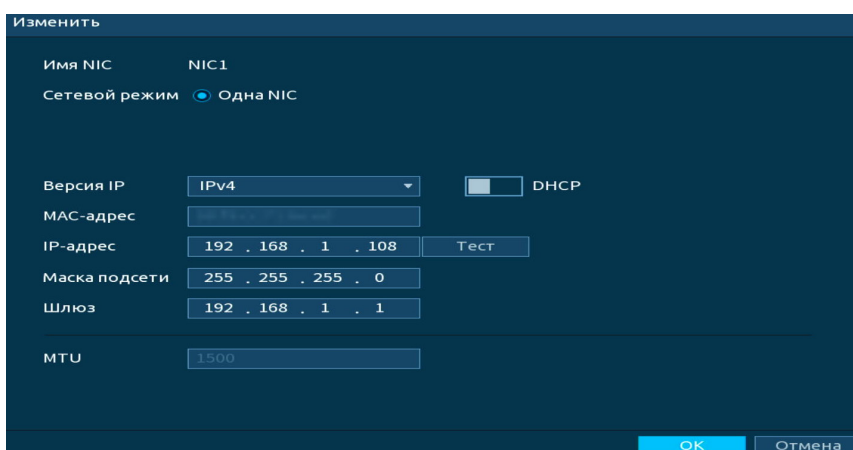 Изменить
Имя NIC NIC1
Сетевой режим Одна NIC
Версия IP IPv4 DHCP
MAC-адрес
IP-адрес 192 . 168 . 1 . 108 Тест
Маска подсети 255 . 255 . 255 . 0
Шлюз 192 . 168 . 1 . 1
MTU 1500
OK Отмена